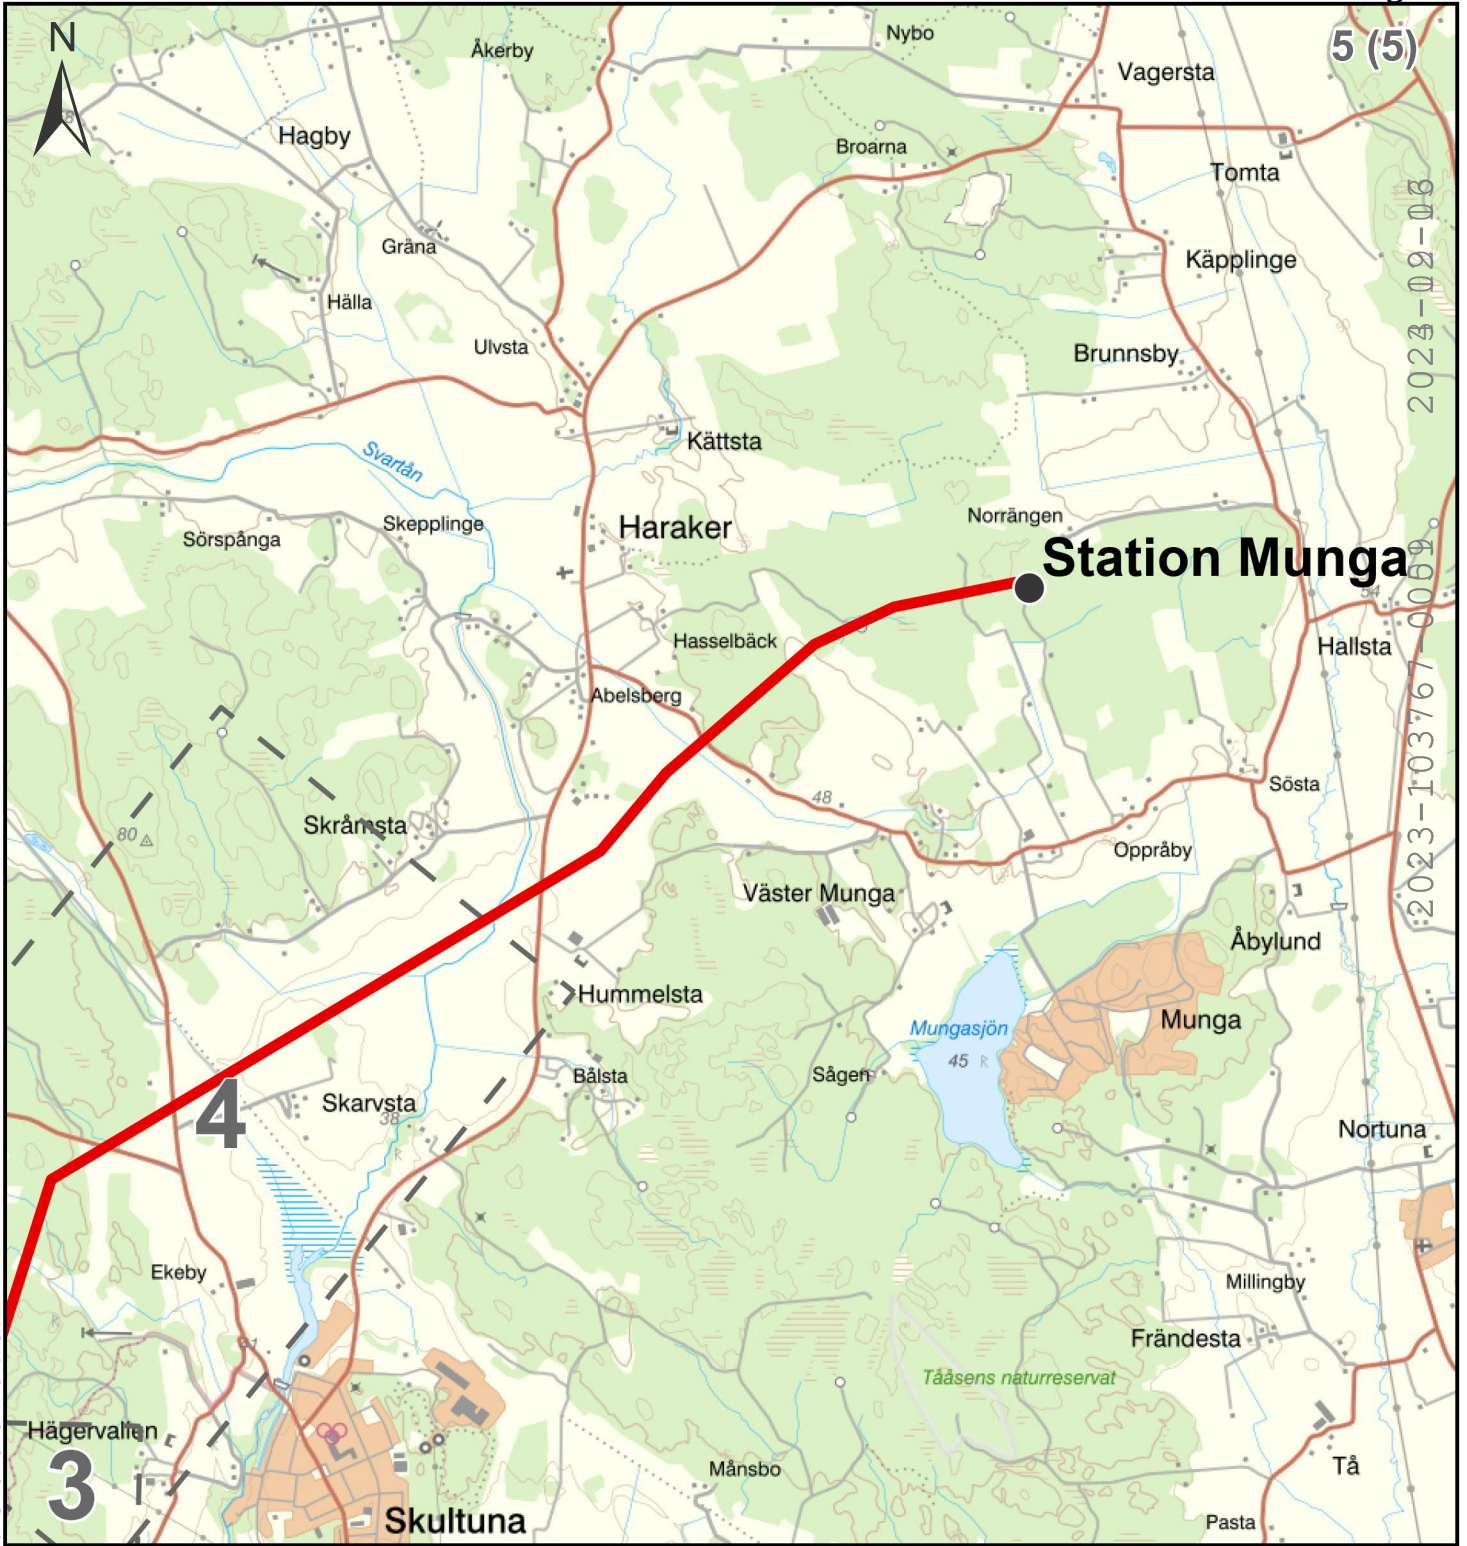 N
5 (5)
Åkerby
Nybo
Vagersta
Hagby
Broarna
Tomta
Gräna
Käpplinge
Hälla
Ulvsta
Brunnsby
Kättsta
Svartån
Skepplinge
Haraker
Norrängen
Sörspånga
Station Munga
54
Hasselbäck
Hallsta
Abelsberg
Sösta
48
Skråmsta
80
Oppråby
Väster Munga
Åbylund
Hummelsta
Munga
Mungasjön
45
Bålsta
Sågen
Skarvsta
38
4
Nortuna
Ekeby
Millingby
Frändesta
Tååsens naturreservat
Hägervallen
3
Månsbo
Tå
Skultuna
Pasta
2023-103767-0069